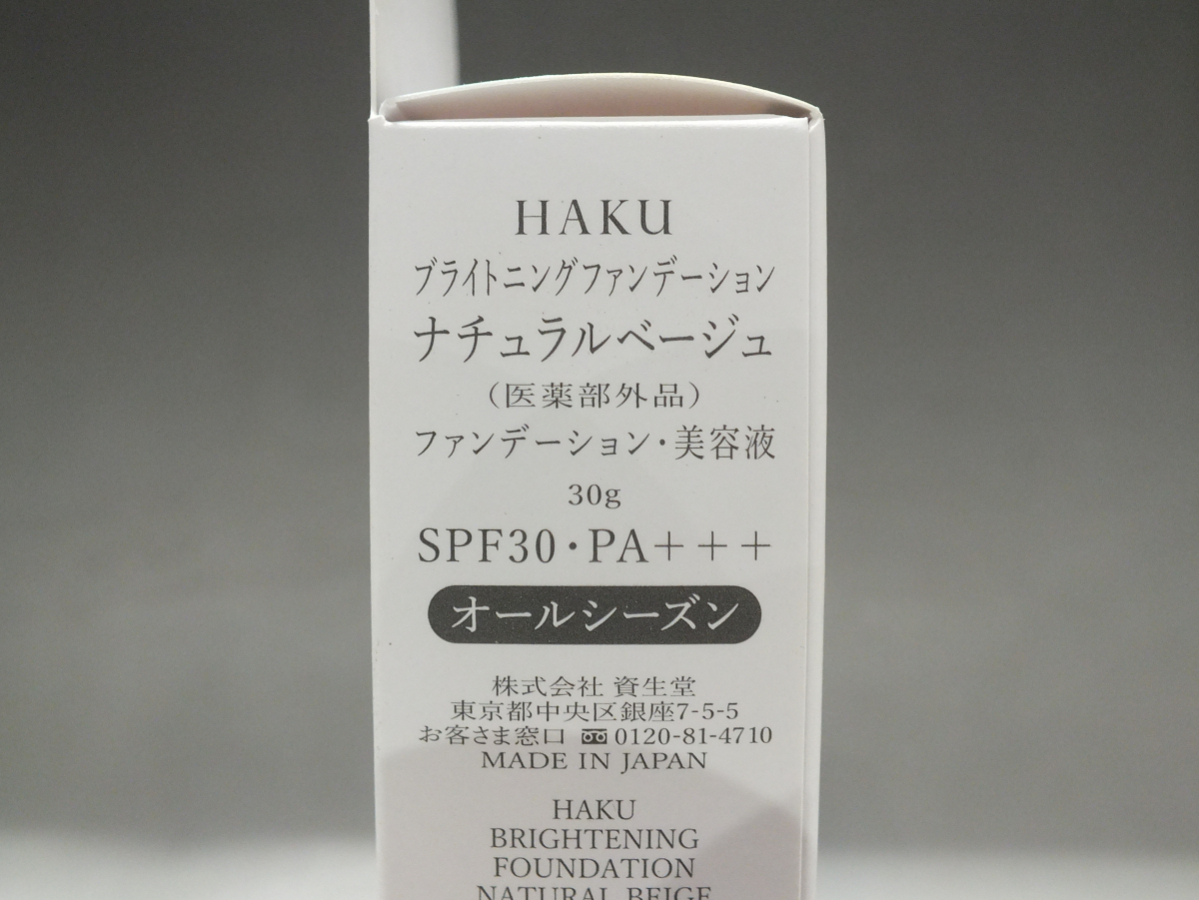 HAKU
ブライトニングファンデーション
ナチュラルベージュ
（医薬部外品）
ファンデーション・美容液
30g
SPF30・PA+++
オールシーズン
株式会社 資生堂
東京都中央区銀座7-5-5
お客さま窓口 0120-81-4710
MADE IN JAPAN
HAKU
BRIGHTENING
FOUNDATION
NATURAL BEIGE